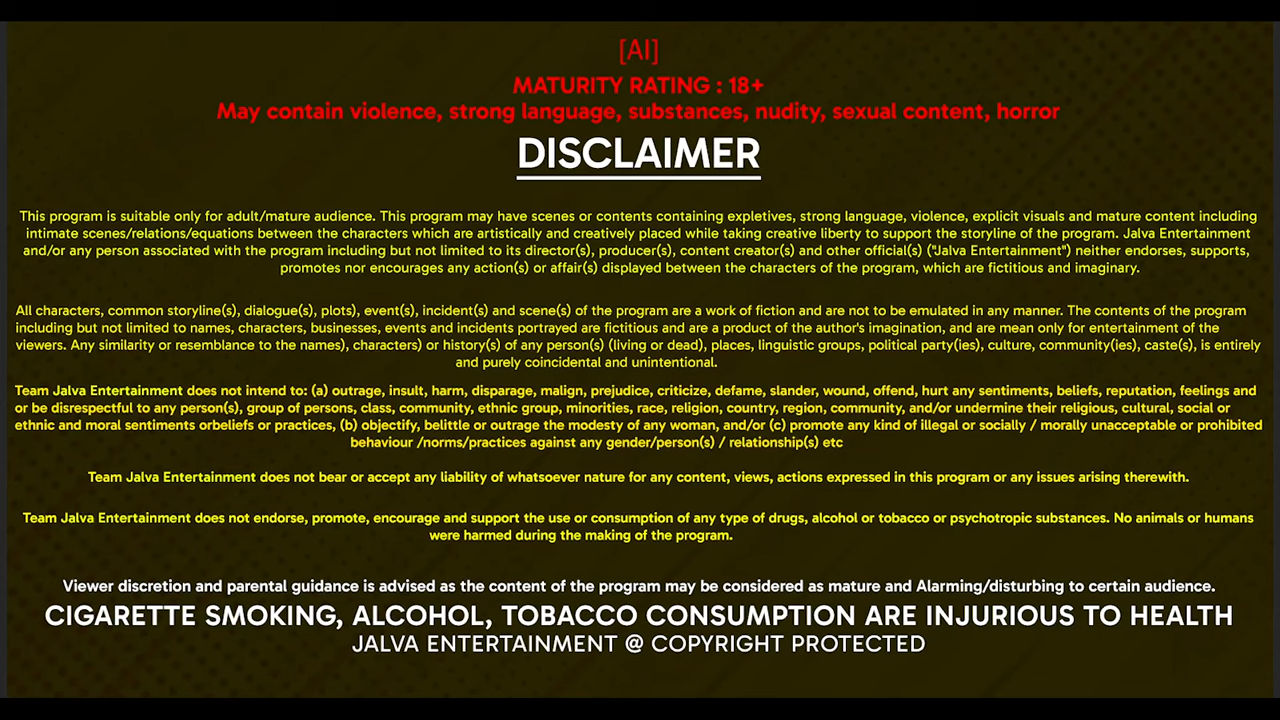 [AI]
MATURITY RATING : 18+
May contain violence, strong language, substances, nudity, sexual content, horror
DISCLAIMER
This program is suitable only for adult/mature audience. This program may have scenes or contents containing expletives, strong language, violence, explicit visuals and mature content including
intimate scenes/relations/equations between the characters which are artistically and creatively placed while taking creative liberty to support the storyline of the program. Jalva Entertainment
and/or any person associated with the program including but not limited to its director(s), producer(s), content creator(s) and other official(s) ("Jalva Entertainment") neither endorses, supports,
promotes nor encourages any action(s) or affair(s) displayed between the characters of the program, which are fictitious and imaginary.
All characters, common storyline(s), dialogue(s), plots), event(s), incident(s) and scene(s) of the program are a work of fiction and are not to be emulated in any manner. The contents of the program
including but not limited to names, characters, businesses, events and incidents portrayed are fictitious and are a product of the author's imagination, and are mean only for entertainment of the
viewers. Any similarity or resemblance to the names), characters) or history(s) of any person(s) (living or dead), places, linguistic groups, political party(ies), culture, community(ies), caste(s), is entirely
and purely coincidental and unintentional.
Team Jalva Entertainment does not intend to: (a) outrage, insult, harm, disparage, malign, prejudice, criticize, defame, slander, wound, offend, hurt any sentiments, beliefs, reputation, feelings and
or be disrespectful to any person(s), group of persons, class, community, ethnic group, minorities, race, religion, country, region, community, and/or undermine their religious, cultural, social or
ethnic and moral sentiments orbeliefs or practices, (b) objectify, belittle or outrage the modesty of any woman, and/or (c) promote any kind of illegal or socially / morally unacceptable or prohibited
behaviour /norms/practices against any gender/person(s) / relationship(s) etc
Team Jalva Entertainment does not bear or accept any liability of whatsoever nature for any content, views, actions expressed in this program or any issues arising therewith.
Team Jalva Entertainment does not endorse, promote, encourage and support the use or consumption of any type of drugs, alcohol or tobacco or psychotropic substances. No animals or humans
were harmed during the making of the program.
Viewer discretion and parental guidance is advised as the content of the program may be considered as mature and Alarming/disturbing to certain audience.
CIGARETTE SMOKING, ALCOHOL, TOBACCO CONSUMPTION ARE INJURIOUS TO HEALTH
JALVA ENTERTAINMENT @ COPYRIGHT PROTECTED